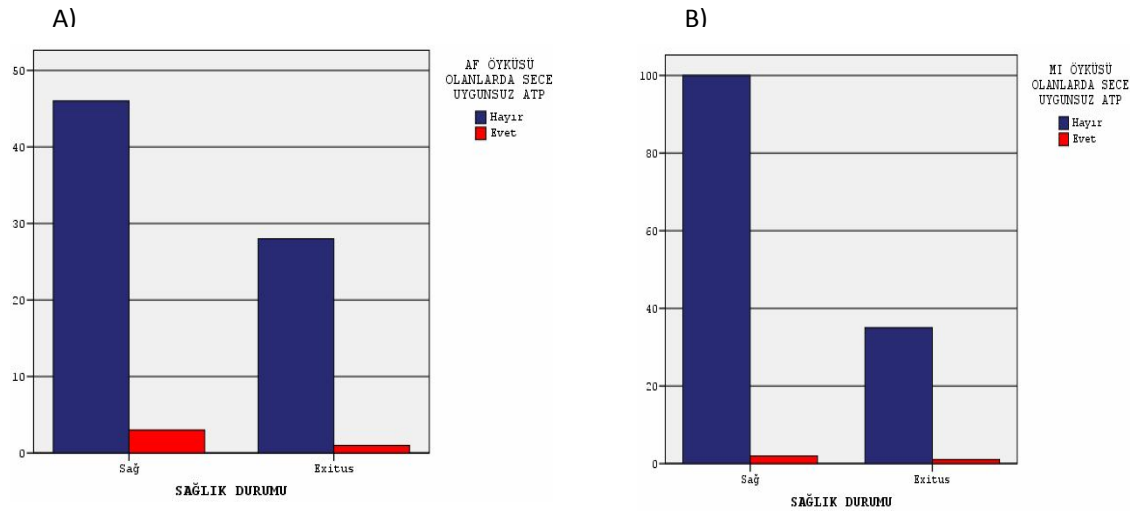 A)
AF ÖYKÜSÜ
OLANLARDA SECE
UYGUNSUZ ATP
Hayır
Evet
50
40
30
20
10
0
Sağ
Exitus
SAĞLIK DURUMU
B)
MI ÖYKÜSÜ
OLANLARDA SECE
UYGUNSUZ ATP
Hayır
Evet
100
80
60
40
20
0
Sağ
Exitus
SAĞLIK DURUMU